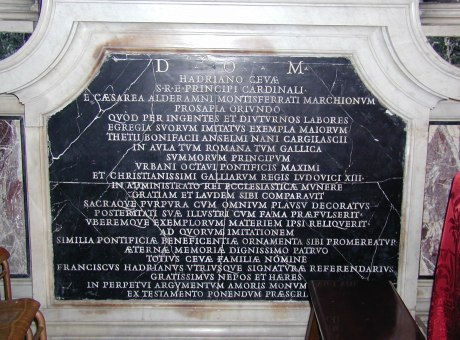 D O M
HADRIANO CEVÆ
S·R·E·PRINCIPI CARDINALI·
E CÆSAREA ALDERAMNI MONTISFERRATI MARCHIONVM
PROSAPIA ORIVNDO
QVÒD PER INGENTES ET DIVTVRNOS LABORES
EGREGIA SVORVM IMITATVS EXEMPLA MAIORVM
THETII BONIFACII ANSELMI NANI CARGILASCII
IN AVLA TVM ROMANA TVM GALLICA
SVMMORVM PRINCIPVM
VRBANI OCTAVI PONTIFICIS MAXIMI
ET CHRISTIANISSIMI GALLIARVM REGIS LVDOVICI XIII·
IN ADMINISTRATO REI ECCLESIASTICÆ MVNERE
GRATIAM ET LAVDEM SIBI COMPARAVIT
SACRAQVE PVRPVRA CVM OMNIVM PLAVSV DECORATVS
POSTERITATI SVÆ ILLVSTRI CVM FAMA PRÆFVLSERIT
VBEREMQVE EXEMPLORVM MATERIEM IPSI RELIQVERIT
AD QVORVM IMITATIONEM
SIMILIA PONTIFICIÆ BENEFICENTIÆ ORNAMENTA SIBI PROMEREATVR
ÆTERNÆ MEMORIÆ DIGNISSIMO PATRVO
TOTIVS CEVÆ FAMILIÆ NOMINE
FRANCISCVS HADRIANVS VTRIVSQVE SIGNATVRÆ REFERENDARIVS
GRATISSIMVS NEPOS ET HÆRES
IN PERPETVI ARGVMENTVM AMORIS MONVM
EX TESTAMENTO PONENDVM PRÆSCRI